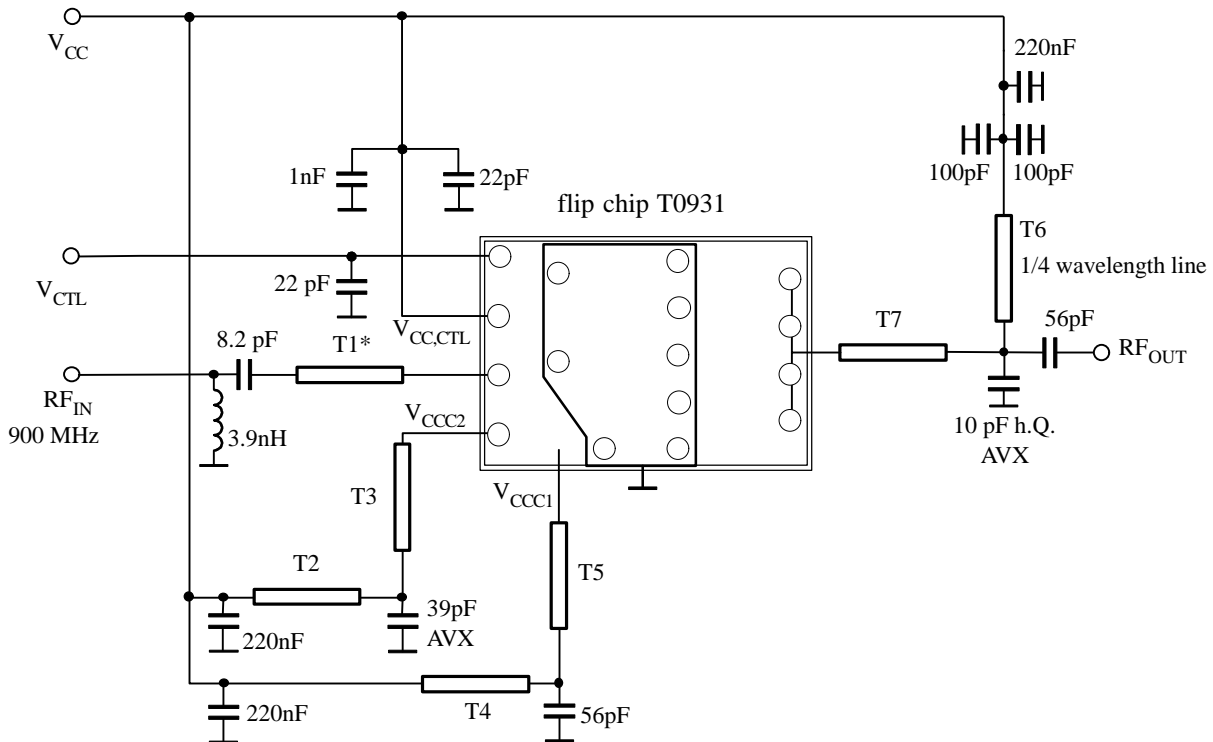 V_CC
220nF
100pF
100pF
1nF
22pF
flip chip T0931
T6
1/4 wavelength line
V_CTL
22 pF
V_CC,CTL
T7
56pF
RF_OUT
8.2 pF
T1*
RF_IN
900 MHz
3.9nH
V_CCC2
10 pF h.Q.
AVX
T3
V_CCC1
T2
T5
39pF
AVX
220nF
220nF
T4
56pF